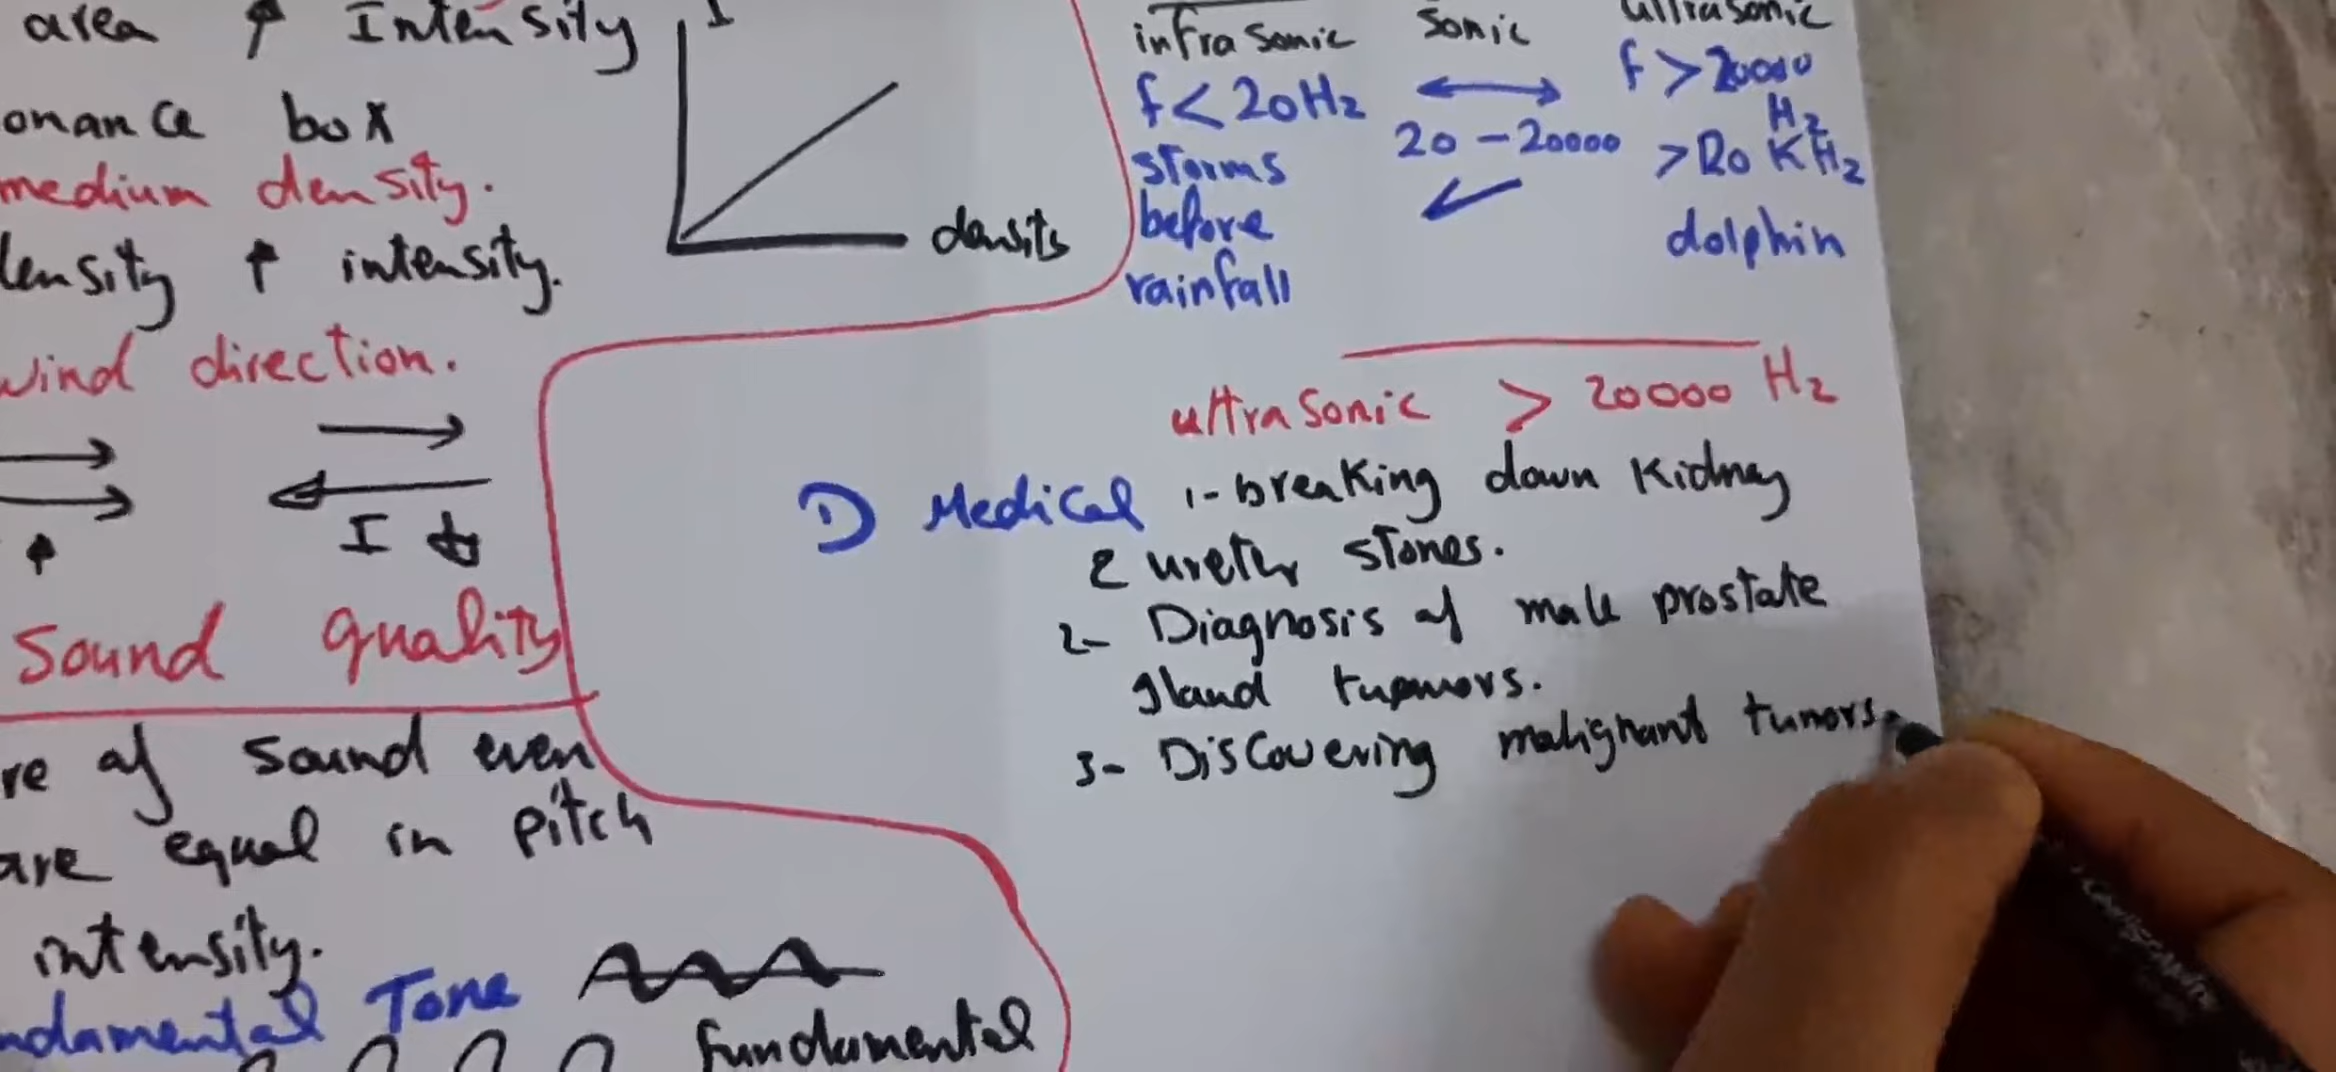 area ↑ Intensity
onance box
medium density.
density ↑ intensity.
I
densits
wind direction.
↑
I ↓
Sound quality
re of sound even
are equal in pitch
intensity.
ndamental Tone
fundamental
infrasonic
f < 20Hz
storms
before
rainfall
Sonic
20 - 20000
ultrasonic
f > 20000
Hz
> 20 KHz
dolphin
ultrasonic > 20000 Hz
1) Medical 1- breaking down Kidney
& ureter stones.
2- Diagnosis of male prostate
gland tumors.
3- Discovering malignant tumors.